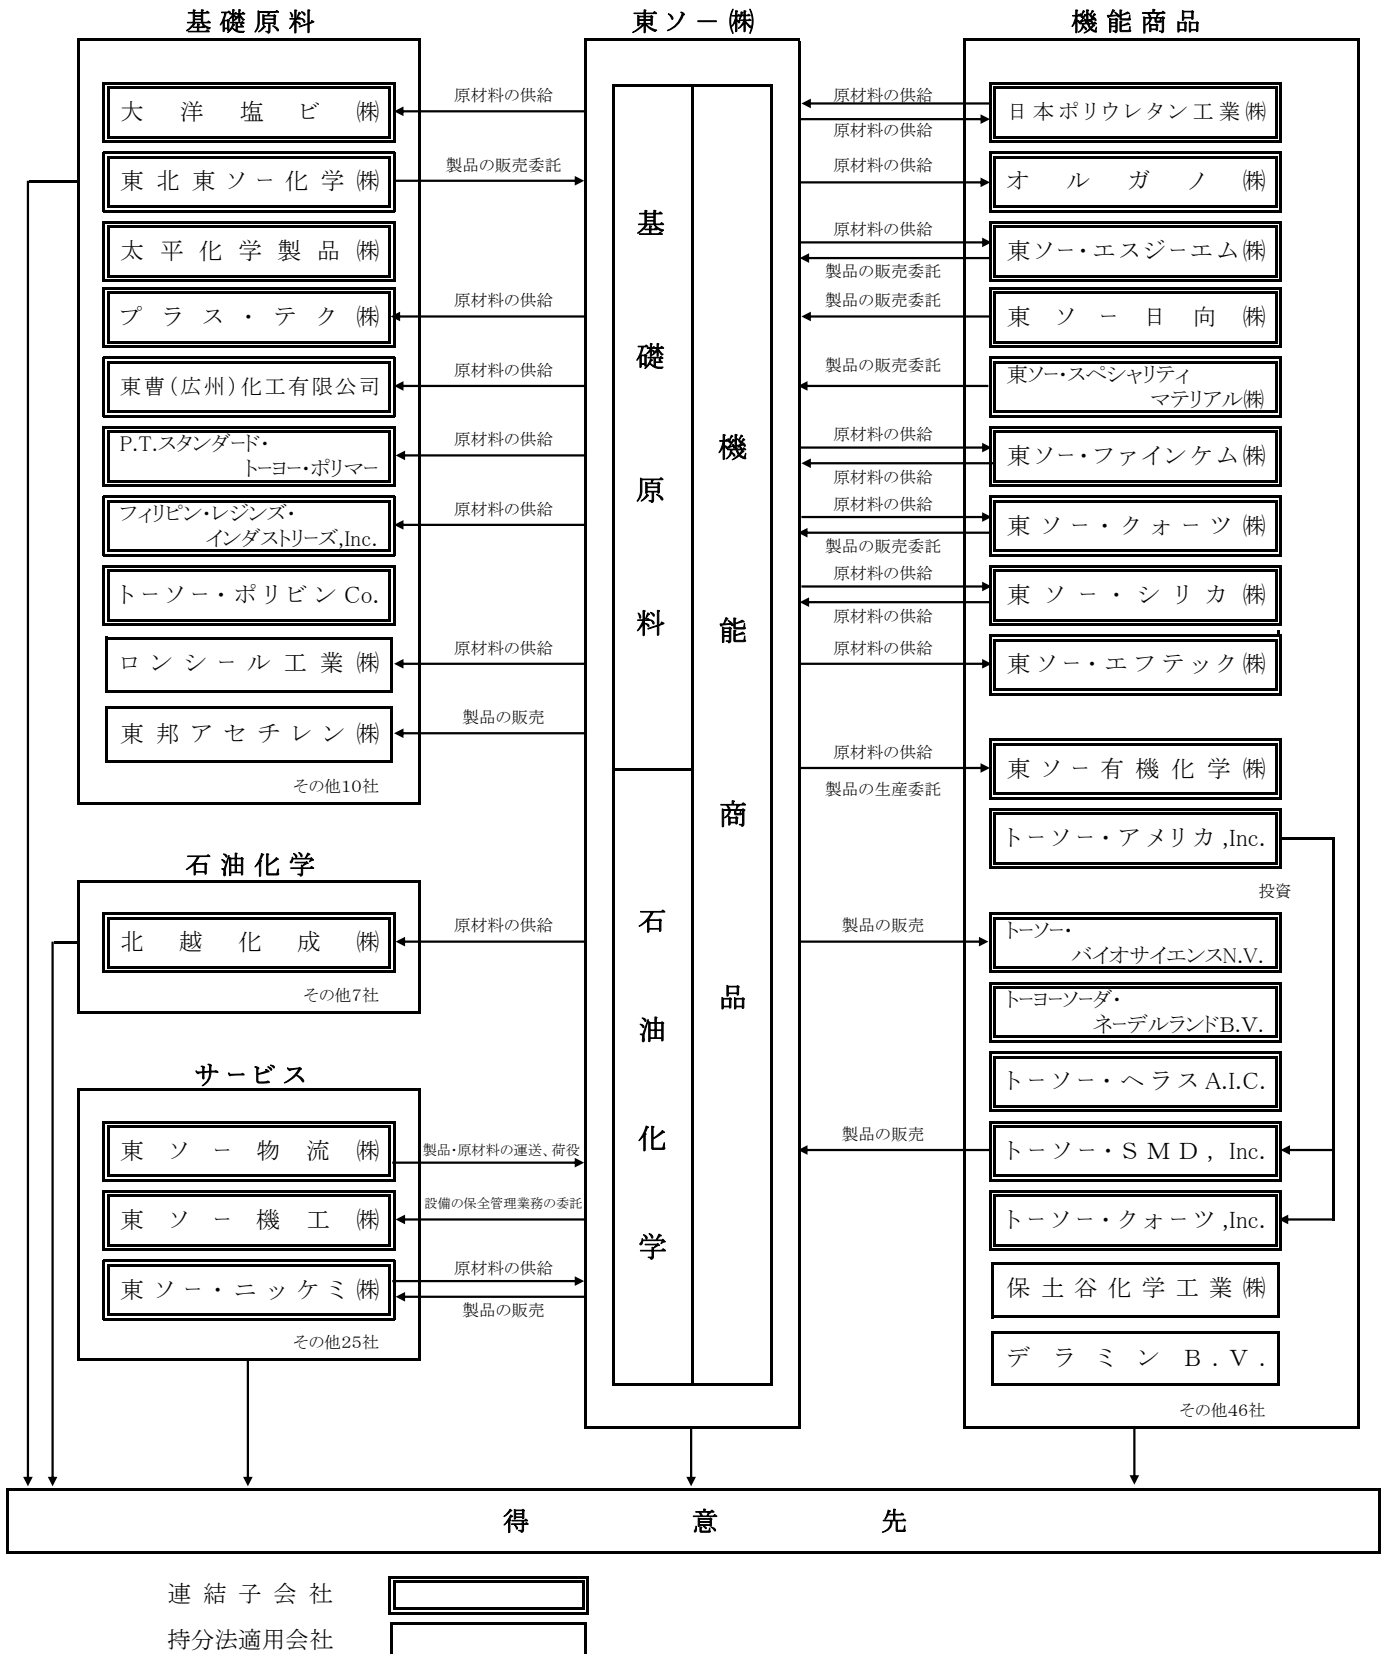 基礎原料
大洋塩ビ㈱
東北東ソー化学㈱
太平化学製品㈱
プラス・テク㈱
東曹(広州)化工有限公司
P.T.スタンダード・
トーヨー・ポリマー
フィリピン・レジンズ・
インダストリーズ,Inc.
トーソー・ポリビンCo.
ロンシール工業㈱
東邦アセチレン㈱
その他10社
原材料の供給
製品の販売委託
原材料の供給
原材料の供給
原材料の供給
原材料の供給
原材料の供給
製品の販売
石油化学
北越化成㈱
その他7社
原材料の供給
サービス
東ソー物流㈱
東ソー機工㈱
東ソー・ニッケミ㈱
その他25社
製品・原材料の運送、荷役
設備の保全管理業務の委託
原材料の供給
製品の販売
東ソー㈱
基礎原料
石油化学
機能商品
原材料の供給
原材料の供給
原材料の供給
原材料の供給
製品の販売委託
製品の販売委託
製品の販売委託
原材料の供給
原材料の供給
原材料の供給
製品の販売委託
原材料の供給
原材料の供給
原材料の供給
原材料の供給
製品の生産委託
製品の販売
製品の販売
機能商品
日本ポリウレタン工業㈱
オルガノ㈱
東ソー・エスジーエム㈱
東ソー日向㈱
東ソー・スペシャリティ
マテリアル㈱
東ソー・ファインケム㈱
東ソー・クォーツ㈱
東ソー・シリカ㈱
東ソー・エフテック㈱
東ソー有機化学㈱
トーソー・アメリカ,Inc.
投資
トーソー・
バイオサイエンスN.V.
トーヨーソーダ・
ネーデルランドB.V.
トーソー・ヘラスA.I.C.
トーソー・SMD, Inc.
トーソー・クォーツ,Inc.
保土谷化学工業㈱
デラミンB.V.
その他46社
得意先
連結子会社
持分法適用会社